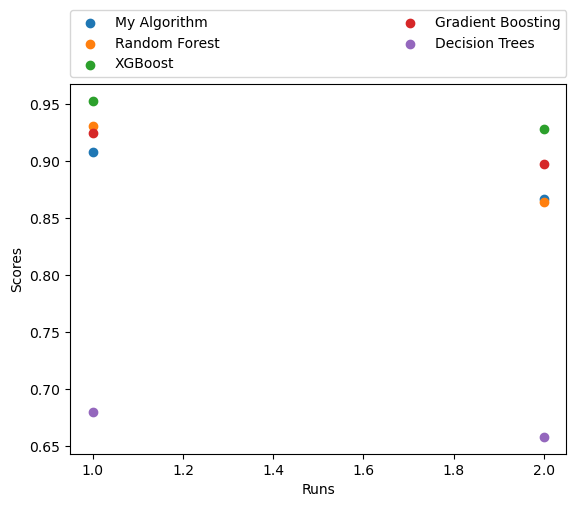 My Algorithm
Random Forest
XGBoost
Gradient Boosting
Decision Trees
0.95
0.90
0.85
0.80
0.75
0.70
0.65
Scores
1.0 1.2 1.4 1.6 1.8 2.0
Runs